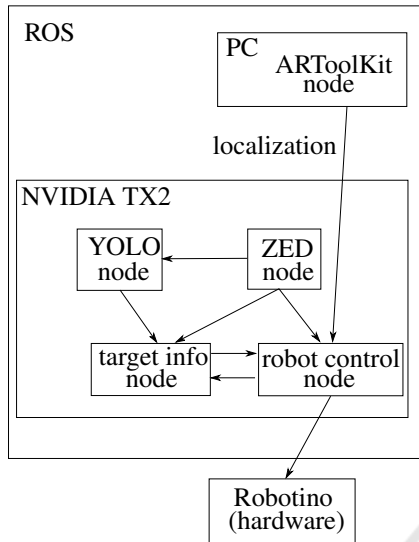 ROS
PC
ARToolKit
node
localization
NVIDIA TX2
YOLO
node
ZED
node
target info
node
robot control
node
Robotino
(hardware)